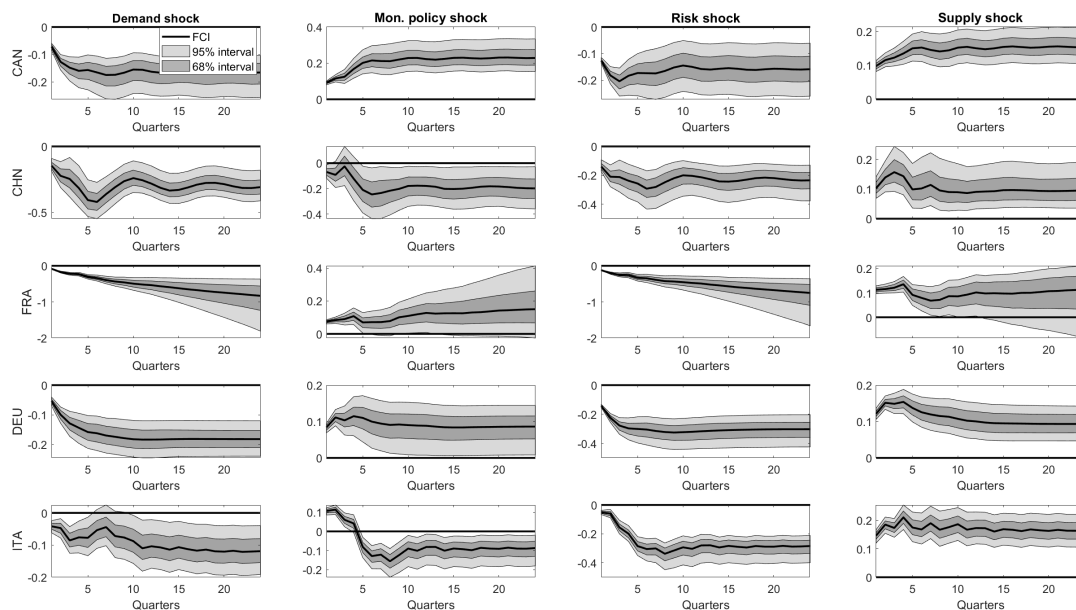 Demand shock
Mon. policy shock
Risk shock
Supply shock
FCI
95% interval
68% interval
CAN
0
-0.1
-0.2
5 10 15 20
Quarters
0.4
0.2
0
5 10 15 20
Quarters
0
-0.1
-0.2
5 10 15 20
Quarters
0.2
0.1
0
5 10 15 20
Quarters
CHN
0
-0.5
5 10 15 20
Quarters
0
-0.2
-0.4
5 10 15 20
Quarters
0
-0.2
-0.4
5 10 15 20
Quarters
0.2
0.1
0
5 10 15 20
Quarters
FRA
0
-1
-2
5 10 15 20
Quarters
0.4
0.2
0
5 10 15 20
Quarters
0
-1
-2
5 10 15 20
Quarters
0.2
0.1
0
5 10 15 20
Quarters
DEU
0
-0.1
-0.2
5 10 15 20
Quarters
0.2
0.1
0
5 10 15 20
Quarters
0
-0.2
-0.4
5 10 15 20
Quarters
0.2
0.1
0
5 10 15 20
Quarters
ITA
0
-0.1
-0.2
5 10 15 20
Quarters
0.1
0
-0.1
-0.2
5 10 15 20
Quarters
0
-0.2
-0.4
5 10 15 20
Quarters
0.2
0.1
0
5 10 15 20
Quarters